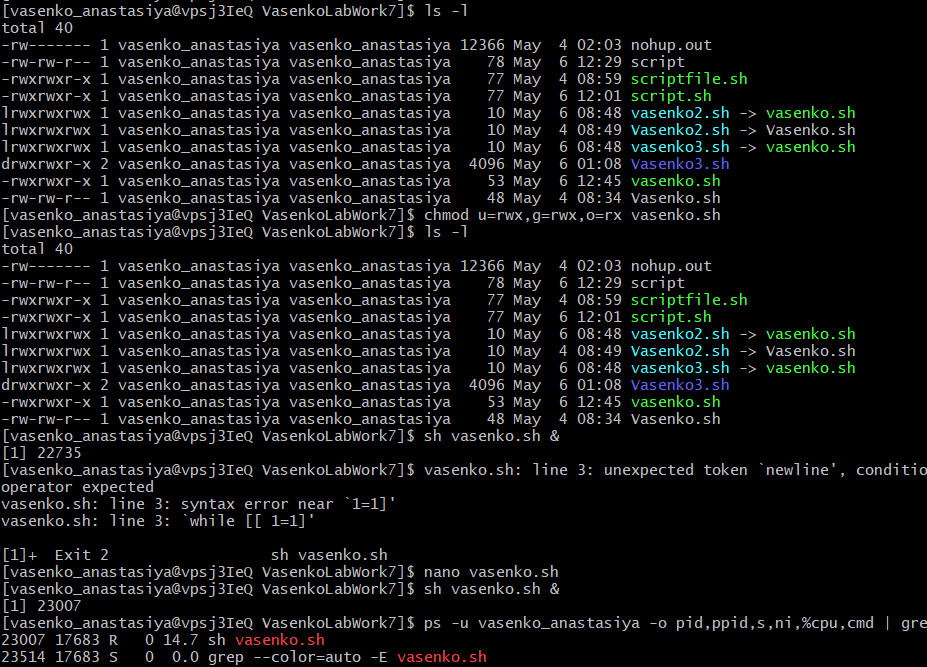 [vasenko_anastasiya@vpsj3IeQ VasenkoLabWork7]$ ls -l
total 40
-rw------- 1 vasenko_anastasiya vasenko_anastasiya 12366 May  4 02:03 nohup.out
-rw-rw-r-- 1 vasenko_anastasiya vasenko_anastasiya    78 May  6 12:29 script
-rwxrwxr-x 1 vasenko_anastasiya vasenko_anastasiya    77 May  4 08:59 scriptfile.sh
-rwxrwxr-x 1 vasenko_anastasiya vasenko_anastasiya    77 May  6 12:01 script.sh
lrwxrwxrwx 1 vasenko_anastasiya vasenko_anastasiya    10 May  6 08:48 vasenko2.sh -> vasenko.sh
lrwxrwxrwx 1 vasenko_anastasiya vasenko_anastasiya    10 May  4 08:49 Vasenko2.sh -> Vasenko.sh
lrwxrwxrwx 1 vasenko_anastasiya vasenko_anastasiya    10 May  6 08:48 vasenko3.sh -> vasenko.sh
drwxrwxr-x 2 vasenko_anastasiya vasenko_anastasiya  4096 May  6 01:08 Vasenko3.sh
-rwxrwxr-x 1 vasenko_anastasiya vasenko_anastasiya    53 May  6 12:45 vasenko.sh
-rw-rw-r-- 1 vasenko_anastasiya vasenko_anastasiya    48 May  4 08:34 Vasenko.sh
[vasenko_anastasiya@vpsj3IeQ VasenkoLabWork7]$ chmod u=rwx,g=rwx,o=rx vasenko.sh
[vasenko_anastasiya@vpsj3IeQ VasenkoLabWork7]$ ls -l
total 40
-rw------- 1 vasenko_anastasiya vasenko_anastasiya 12366 May  4 02:03 nohup.out
-rw-rw-r-- 1 vasenko_anastasiya vasenko_anastasiya    78 May  6 12:29 script
-rwxrwxr-x 1 vasenko_anastasiya vasenko_anastasiya    77 May  4 08:59 scriptfile.sh
-rwxrwxr-x 1 vasenko_anastasiya vasenko_anastasiya    77 May  6 12:01 script.sh
lrwxrwxrwx 1 vasenko_anastasiya vasenko_anastasiya    10 May  6 08:48 vasenko2.sh -> vasenko.sh
lrwxrwxrwx 1 vasenko_anastasiya vasenko_anastasiya    10 May  4 08:49 Vasenko2.sh -> Vasenko.sh
lrwxrwxrwx 1 vasenko_anastasiya vasenko_anastasiya    10 May  6 08:48 vasenko3.sh -> vasenko.sh
drwxrwxr-x 2 vasenko_anastasiya vasenko_anastasiya  4096 May  6 01:08 Vasenko3.sh
-rwxrwxr-x 1 vasenko_anastasiya vasenko_anastasiya    53 May  6 12:45 vasenko.sh
-rw-rw-r-- 1 vasenko_anastasiya vasenko_anastasiya    48 May  4 08:34 Vasenko.sh
[vasenko_anastasiya@vpsj3IeQ VasenkoLabWork7]$ sh vasenko.sh &
[1] 22735
[vasenko_anastasiya@vpsj3IeQ VasenkoLabWork7]$ vasenko.sh: line 3: unexpected token `newline', conditio
operator expected
vasenko.sh: line 3: syntax error near `1=1]'
vasenko.sh: line 3: `while [[ 1=1]'
[1]+  Exit 2                  sh vasenko.sh
[vasenko_anastasiya@vpsj3IeQ VasenkoLabWork7]$ nano vasenko.sh
[vasenko_anastasiya@vpsj3IeQ VasenkoLabWork7]$ sh vasenko.sh &
[1] 23007
[vasenko_anastasiya@vpsj3IeQ VasenkoLabWork7]$ ps -u vasenko_anastasiya -o pid,ppid,s,ni,%cpu,cmd | gre
23007 17683 R   0 14.7 sh vasenko.sh
23514 17683 S   0  0.0 grep --color=auto -E vasenko.sh